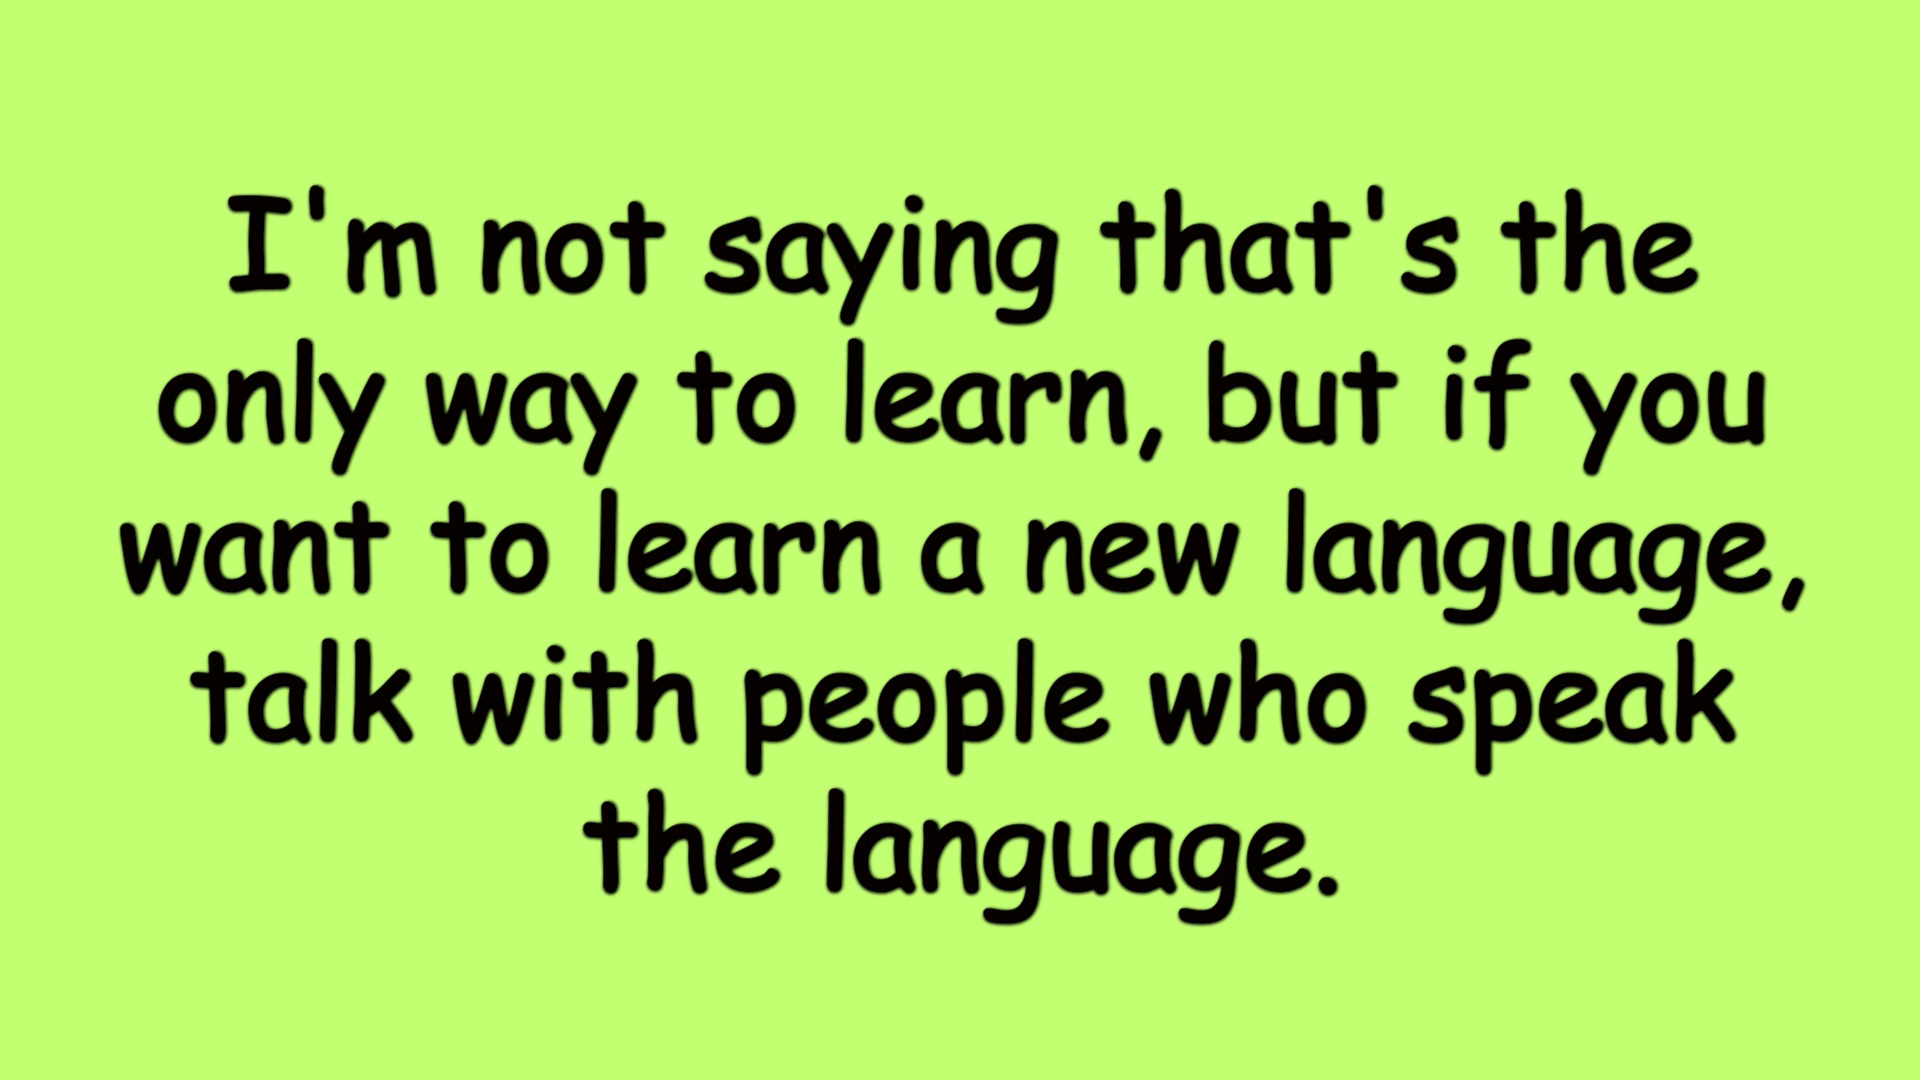 I'm not saying that's the
only way to learn, but if you
want to learn a new language,
talk with people who speak
the language.